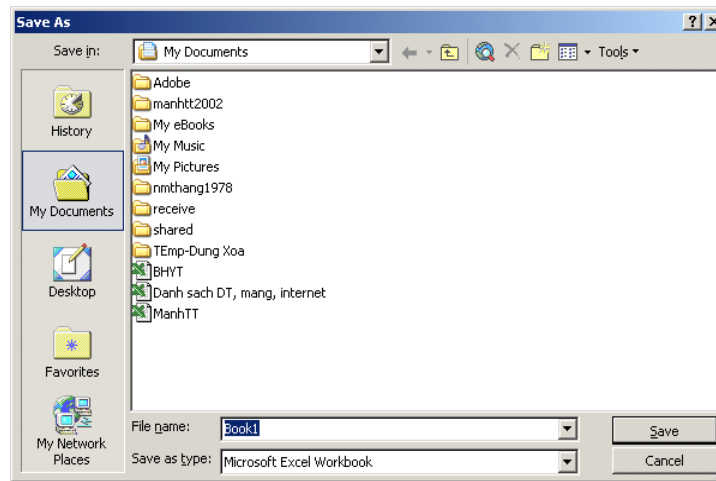 Save As
Save in:
My Documents
Tools
History
My Documents
Desktop
Favorites
My Network
Places
Adobe
manhtt2002
My eBooks
My Music
My Pictures
nmthang1978
receive
shared
TEmp-Dung Xoa
BHYT
Danh sach DT, mang, internet
ManhTT
File name:
Book1
Save
Save as type:
Microsoft Excel Workbook
Cancel